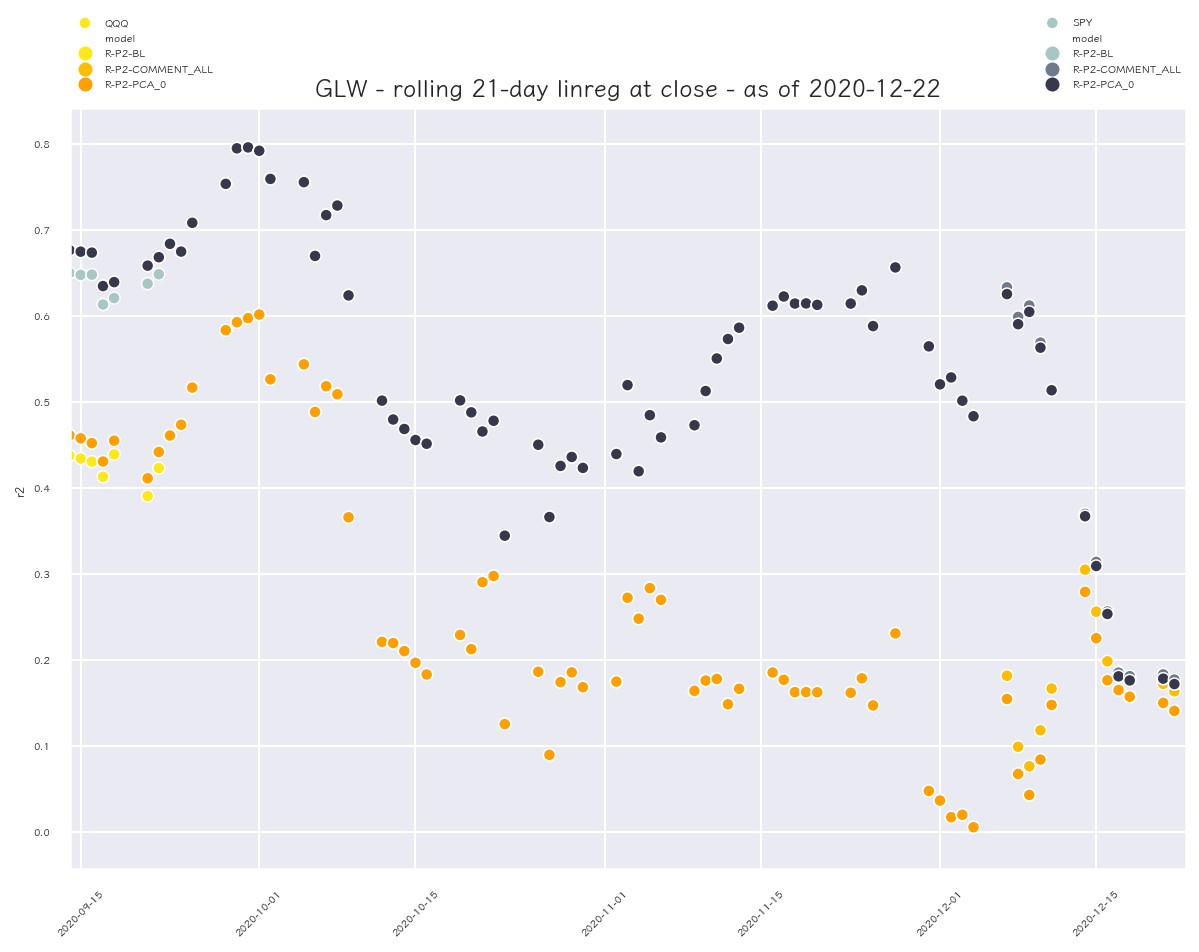 QQQ
model
R-P2-BL
R-P2-COMMENT_ALL
R-P2-PCA_0
SPY
model
R-P2-BL
R-P2-COMMENT_ALL
R-P2-PCA_0
GLW - rolling 21-day linreg at close - as of 2020-12-22
0.8
0.7
0.6
0.5
0.4
0.3
0.2
0.1
0.0
r2
2020-09-15
2020-10-01
2020-10-15
2020-11-01
2020-11-15
2020-12-01
2020-12-15